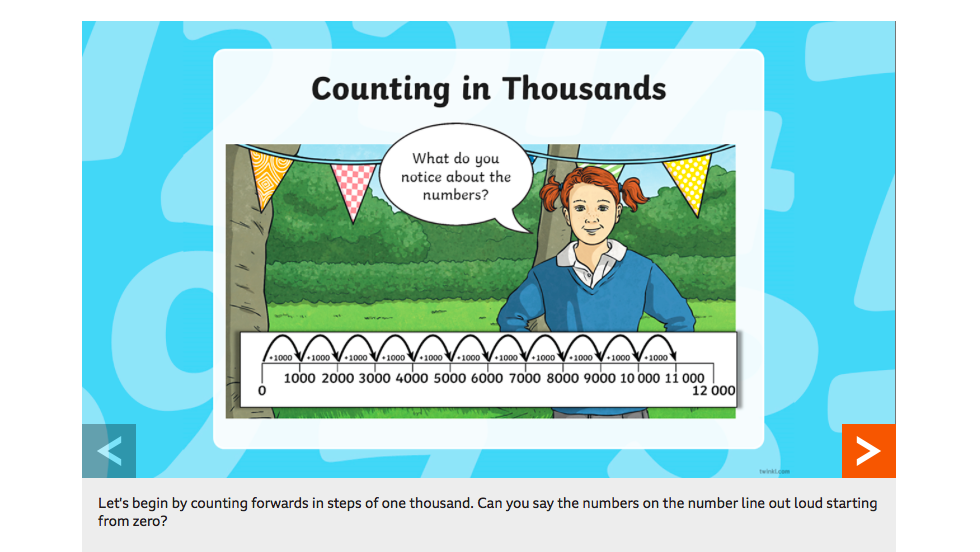 Counting in Thousands
What do you
notice about the
numbers?
+1000 +1000 +1000 +1000 +1000 +1000 +1000 +1000 +1000 +1000 +1000
1000 2000 3000 4000 5000 6000 7000 8000 9000 10 000 11 000
0 12 000
< >
twinkl.com
Let's begin by counting forwards in steps of one thousand. Can you say the numbers on the number line out loud starting
from zero?